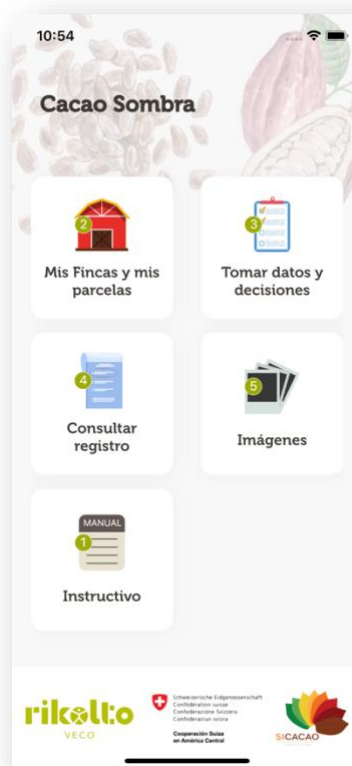 10:54
Cacao Sombra
2
Mis Fincas y mis
parcelas
3
Tomar datos y
decisiones
4
Consultar
registro
5
Imágenes
MANUAL
1
Instructivo
rikolto
VECO
Schweizerische Eidgenossenschaft
Confédération suisse
Confederazione Svizzera
Confederaziun svizra
Cooperación Suiza
en América Central
SICACAO